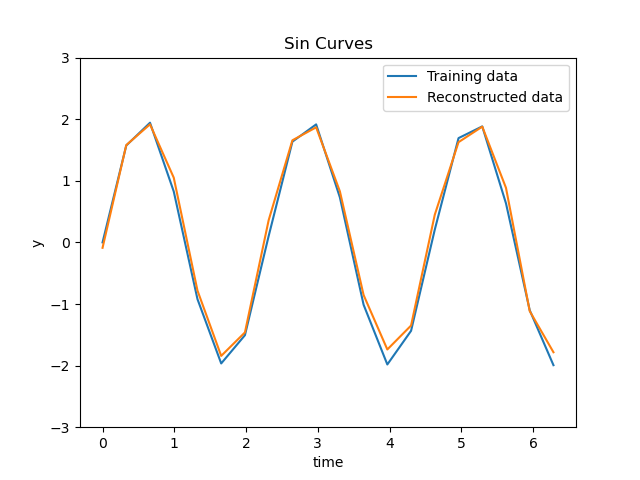 Sin Curves
Training data
Reconstructed data
3
2
1
0
−1
−2
−3
y
0 1 2 3 4 5 6
time